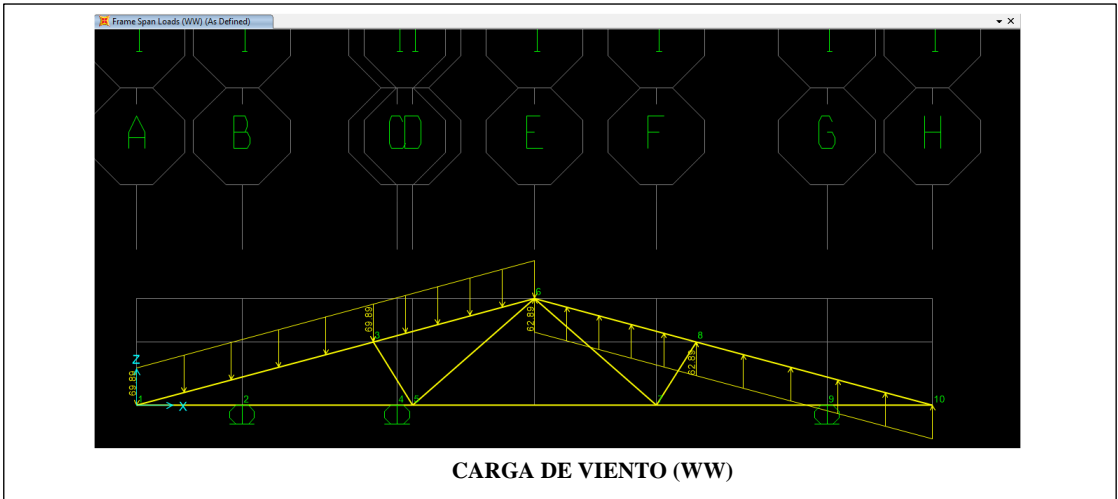 Frame Span Loads (WW) (As Defined)
A B C D E F G H
6
69.89 62.89
3 8
62.89
Z
69.89
1 X 2 4 5 7 9 10
CARGA DE VIENTO (WW)